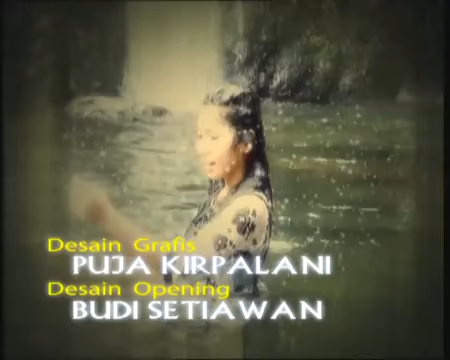 Desain Grafis
PUJA KIRPALANI
Desain Opening
BUDI SETIAWAN